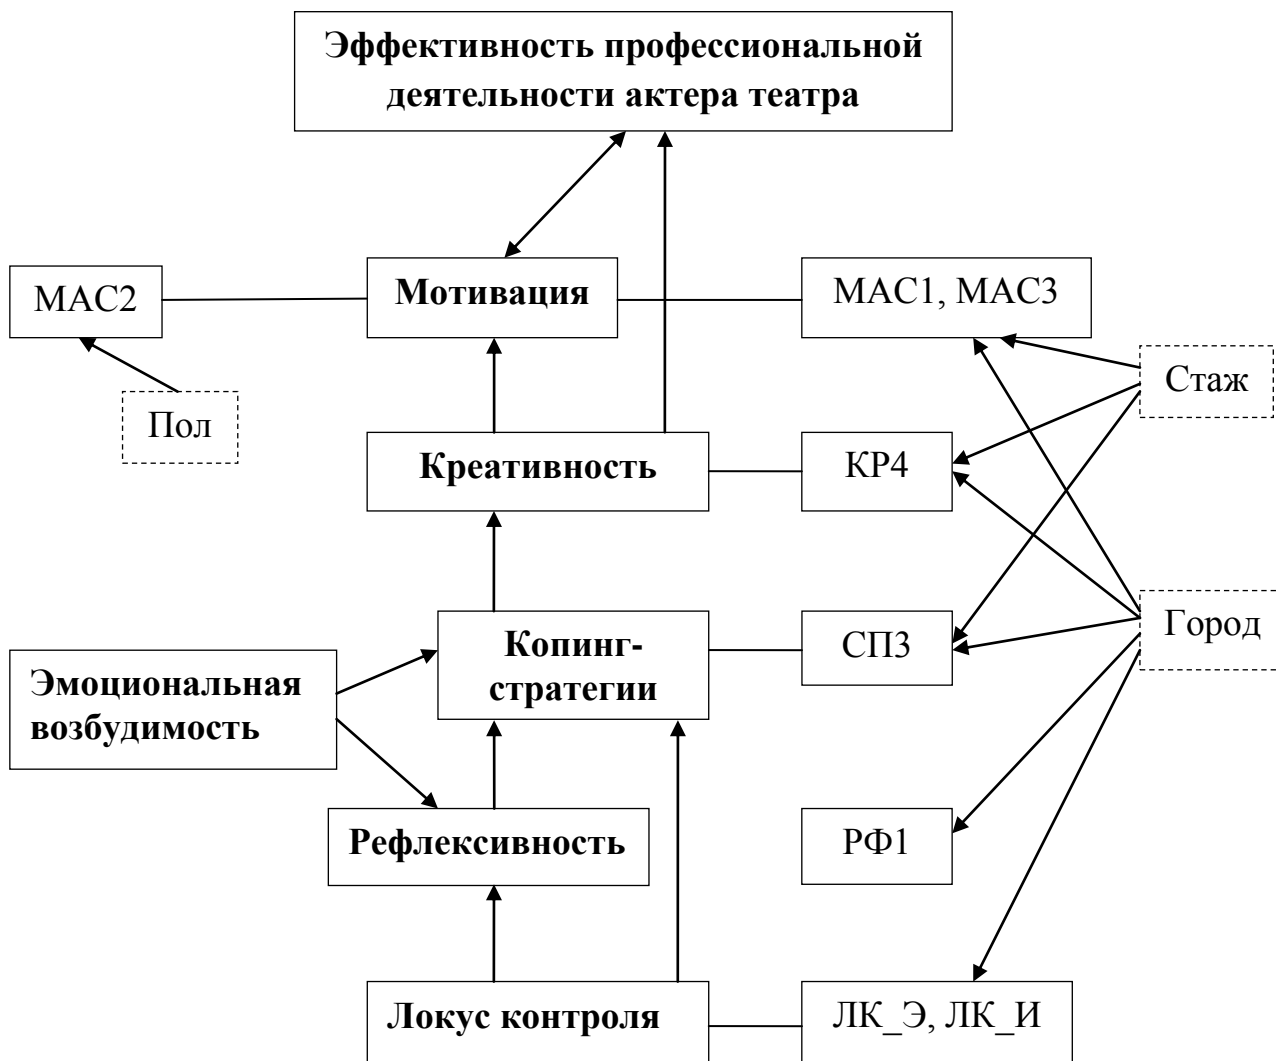 Эффективность профессиональной
деятельности актера театра
МАС2
Мотивация
МАС1, МАС3
Стаж
Пол
Креативность
КР4
Город
Копинг-
стратегии
СП3
Эмоциональная
возбудимость
Рефлексивность
РФ1
Локус контроля
ЛК_Э, ЛК_И